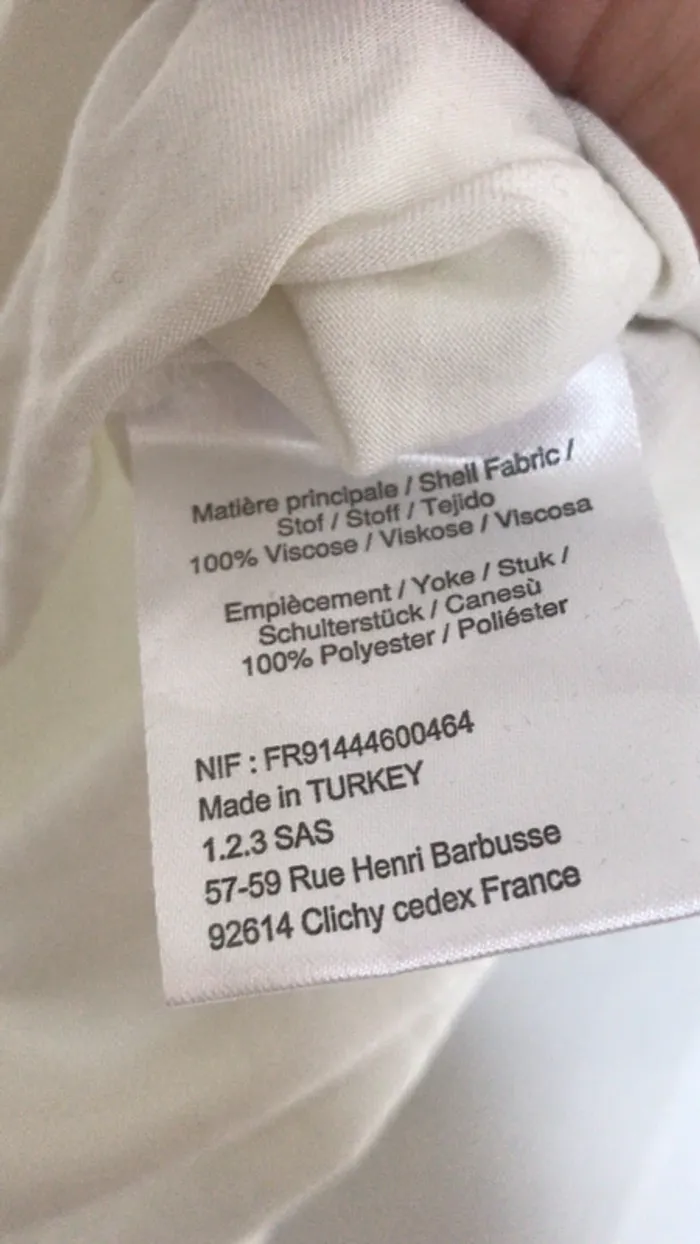 Matière principale / Shell Fabric /
Stof / Stoff / Tejido
100% Viscose / Viskose / Viscosa
Empiècement / Yoke / Stuk /
Schulterstück / Canesù
100% Polyester / Poliéster
NIF : FR91444600464
Made in TURKEY
1.2.3 SAS
57-59 Rue Henri Barbusse
92614 Clichy cedex France